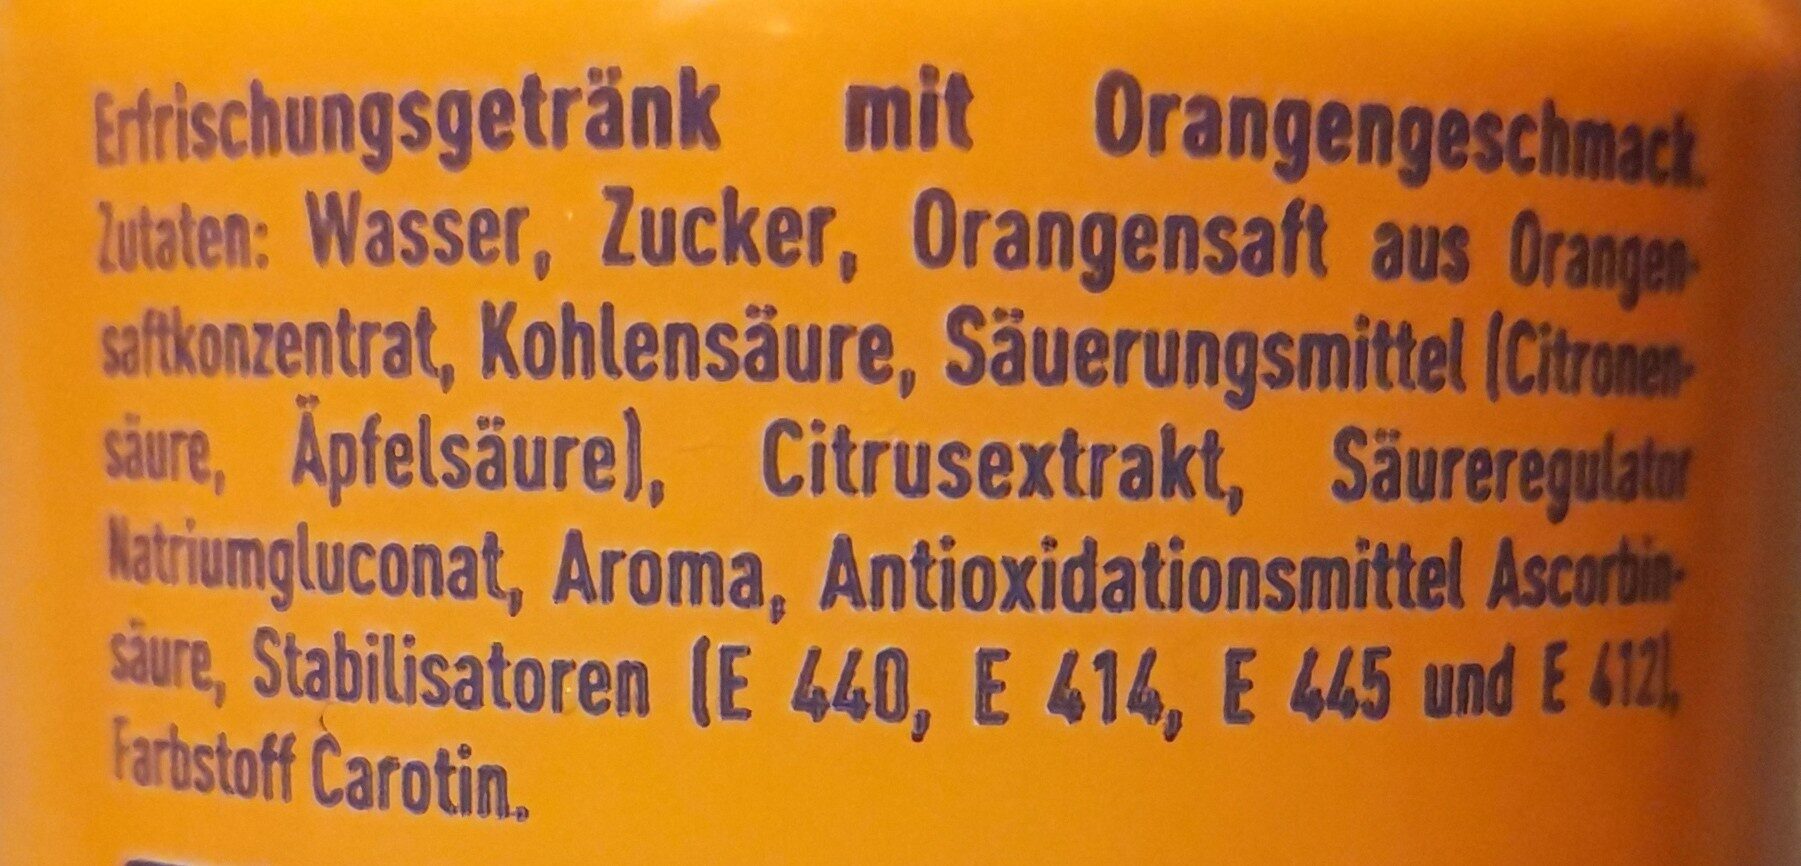 Erfrischungsgetränk mit Orangengeschmack.
Zutaten: Wasser, Zucker, Orangensaft aus Orangen-
saftkonzentrat, Kohlensäure, Säuerungsmittel (Citronen-
säure, Äpfelsäure), Citrusextrakt, Säureregulator
Natriumgluconat, Aroma, Antioxidationsmittel Ascorbin-
säure, Stabilisatoren (E 440, E 414, E 445 und E 412),
Farbstoff Carotin.